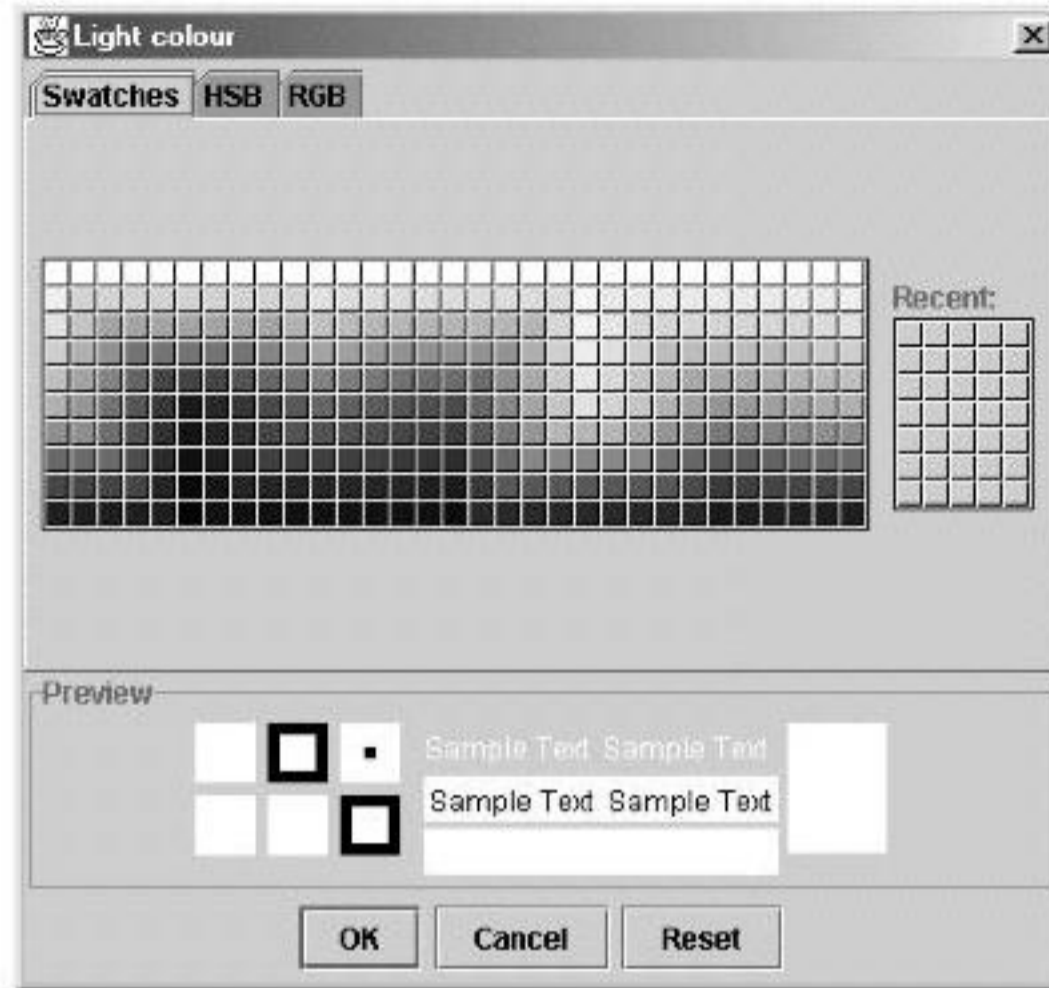 Light colour
Swatches HSB RGB
Recent:
Preview
Sample Text Sample Text
Sample Text Sample Text
OK Cancel Reset